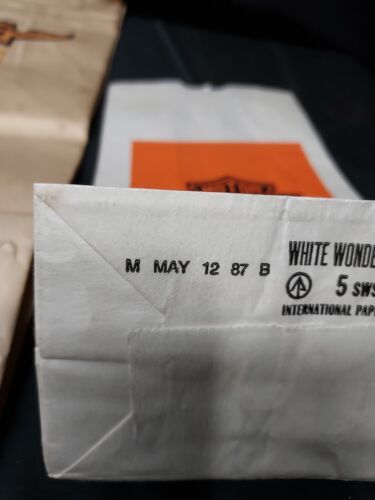 M MAY 12 87 B
WHITE WONDE
5 SWS
INTERNATIONAL PAP